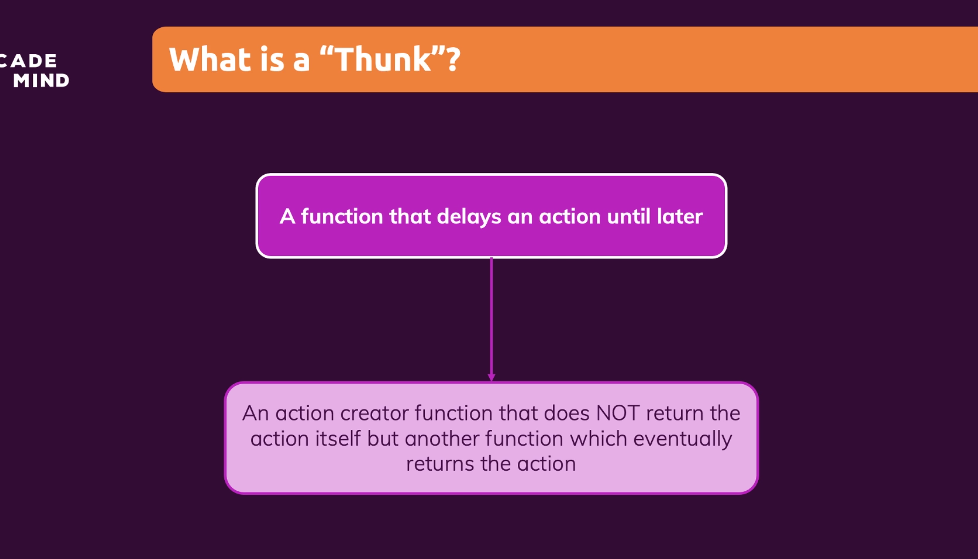 CADE
MIND
What is a “Thunk”?
A function that delays an action until later
An action creator function that does NOT return the
action itself but another function which eventually
returns the action